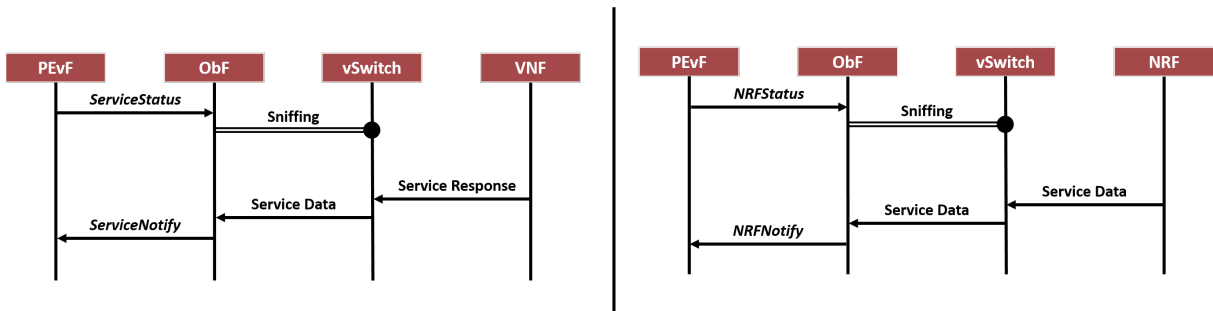 PEvF
ObF
vSwitch
VNF
ServiceStatus
Sniffing
Service Response
Service Data
ServiceNotify
PEvF
ObF
vSwitch
NRF
NRFStatus
Sniffing
Service Data
Service Data
NRFNotify